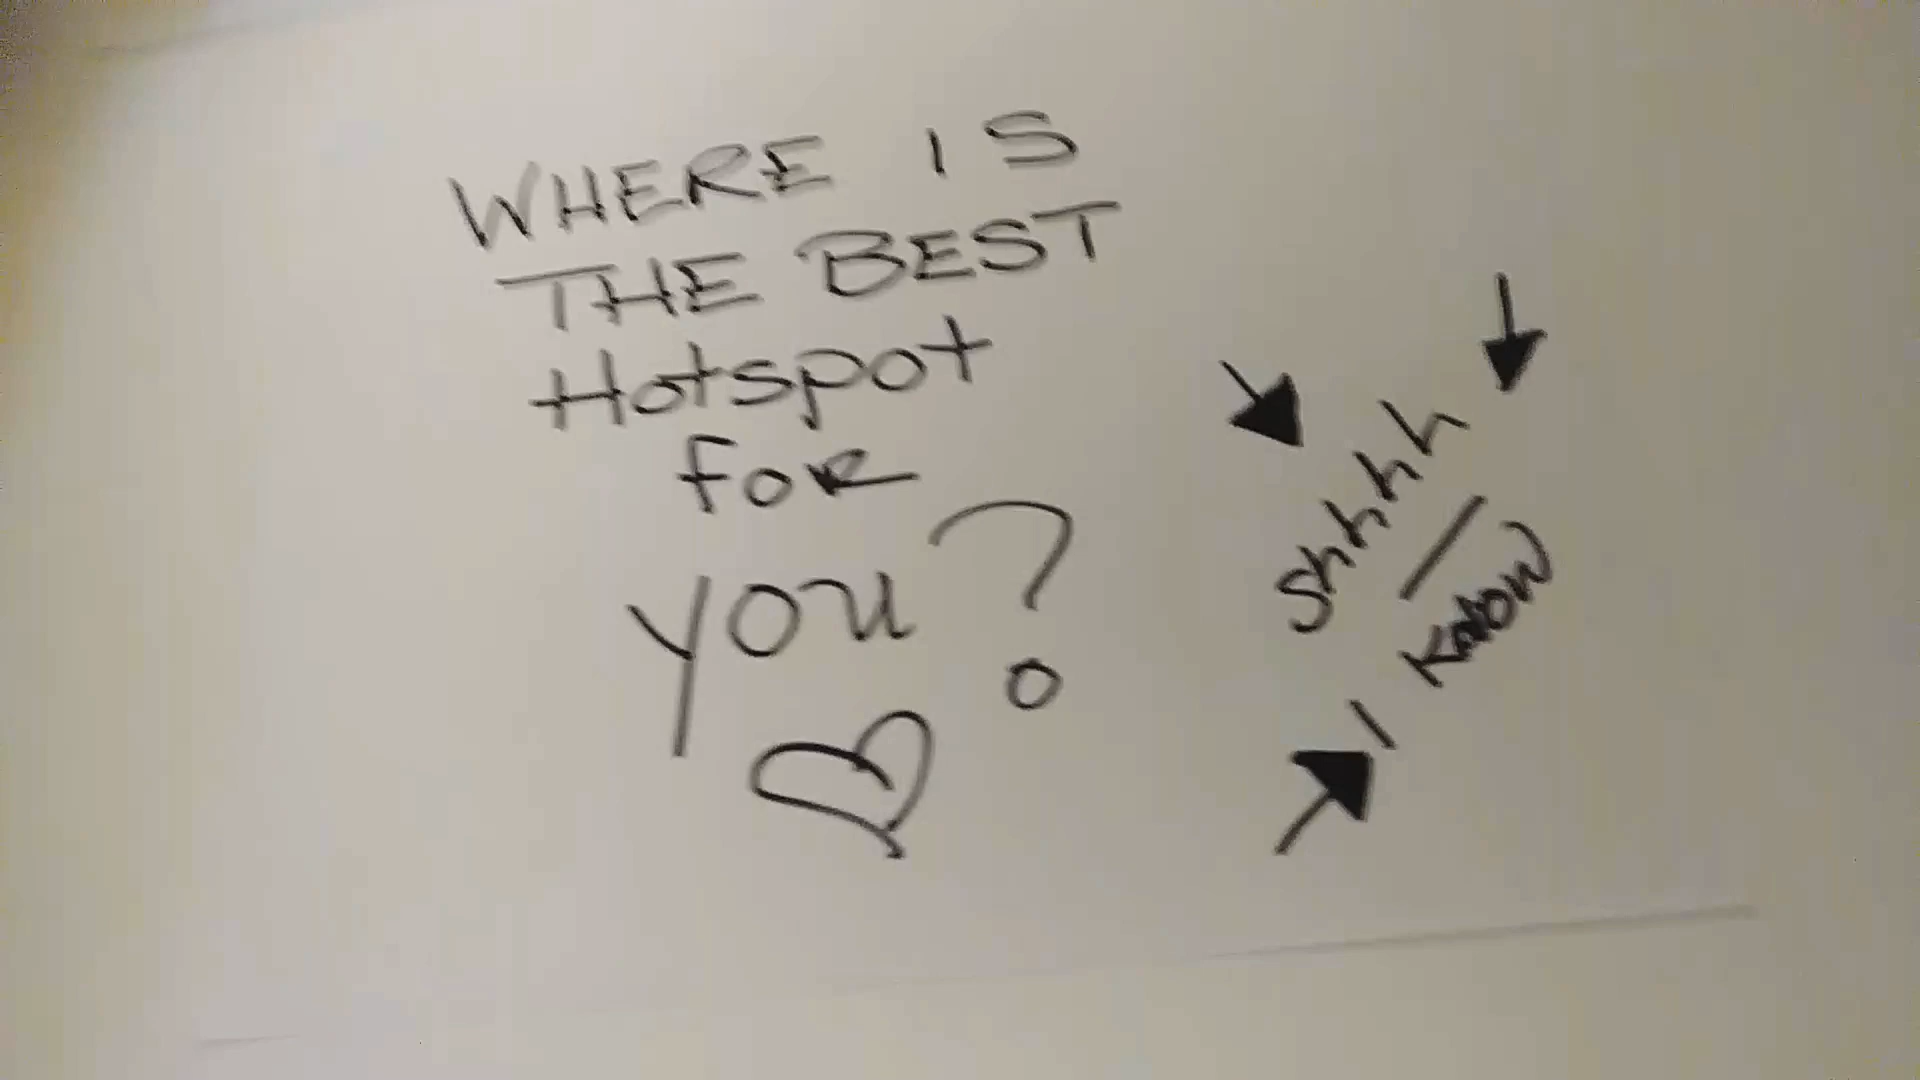 WHERE IS
THE BEST
Hotspot
for
you?
Shhhh
I know